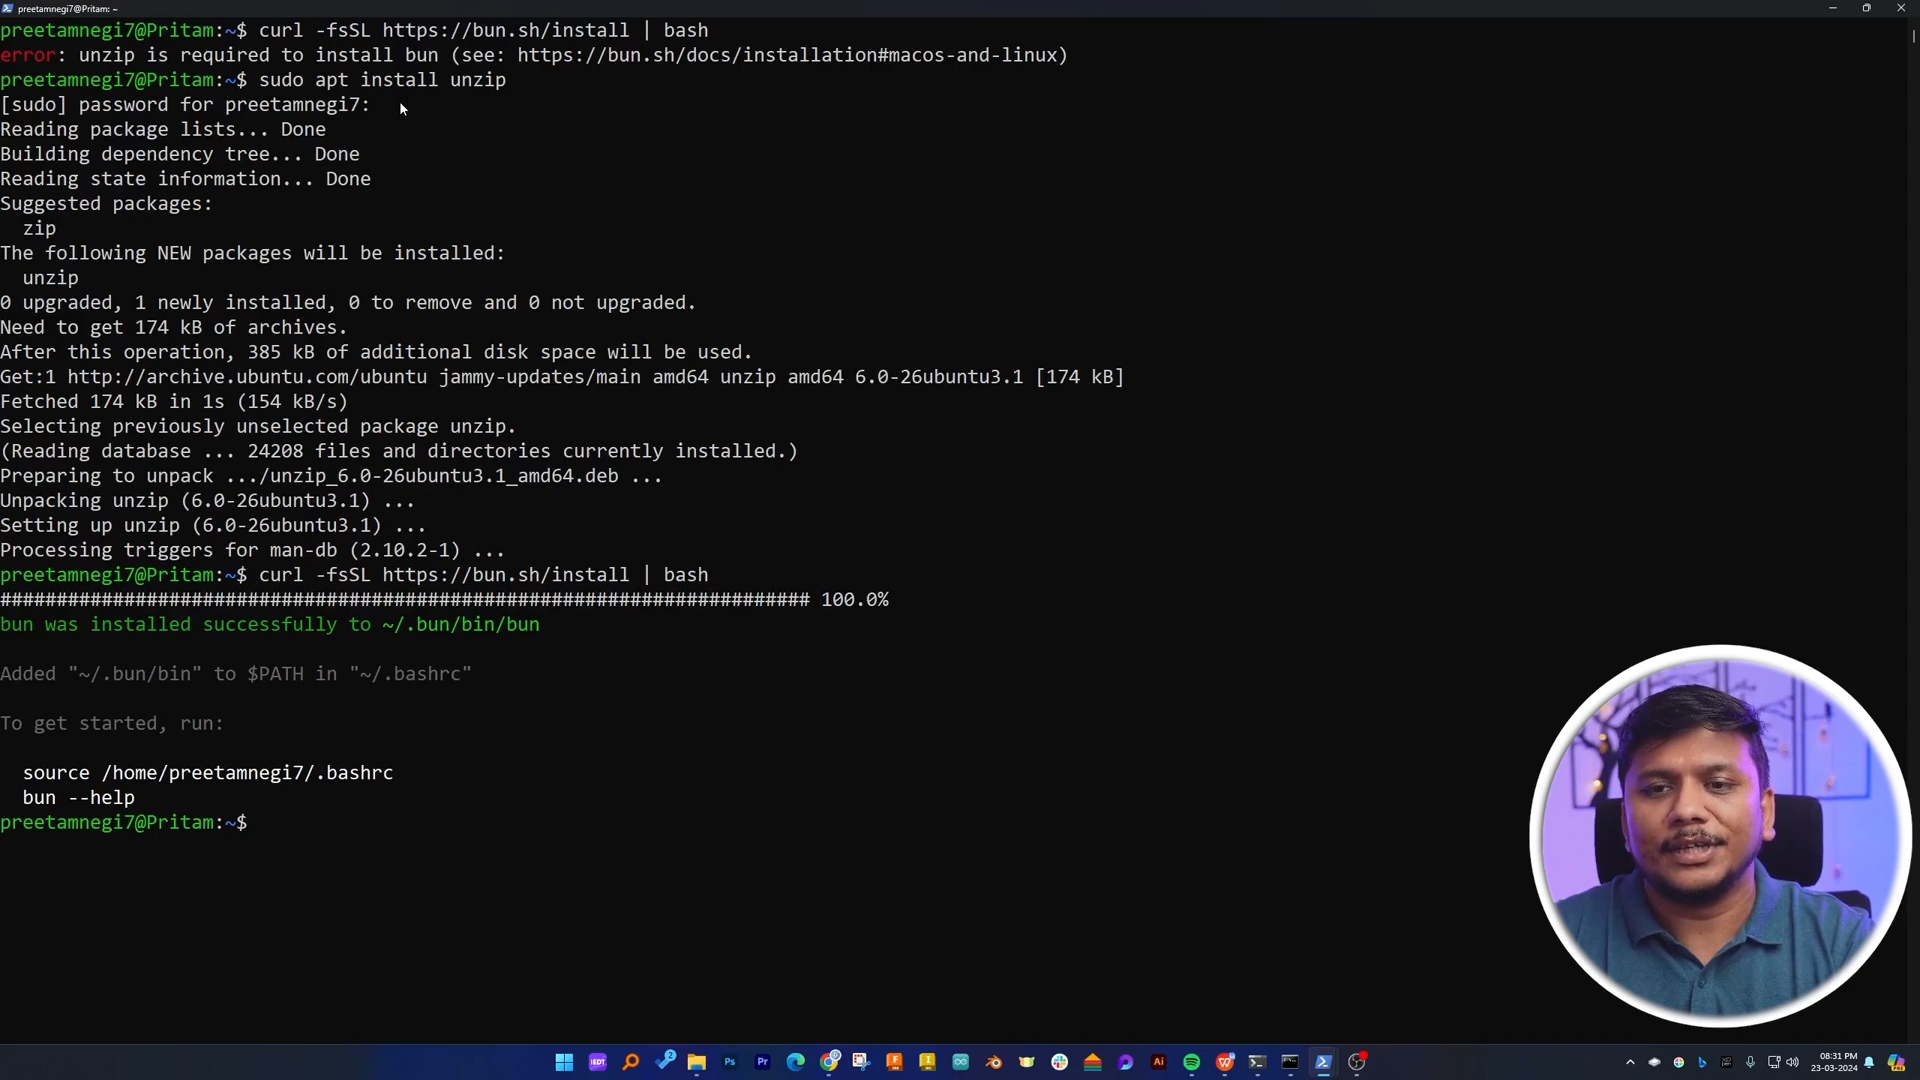 preetamnegi7@Pritam: ~
preetamnegi7@Pritam:~$ curl -fsSL https://bun.sh/install | bash
error: unzip is required to install bun (see: https://bun.sh/docs/installation#macos-and-linux)
preetamnegi7@Pritam:~$ sudo apt install unzip
[sudo] password for preetamnegi7:
Reading package lists... Done
Building dependency tree... Done
Reading state information... Done
Suggested packages:
  zip
The following NEW packages will be installed:
  unzip
0 upgraded, 1 newly installed, 0 to remove and 0 not upgraded.
Need to get 174 kB of archives.
After this operation, 385 kB of additional disk space will be used.
Get:1 http://archive.ubuntu.com/ubuntu jammy-updates/main amd64 unzip amd64 6.0-26ubuntu3.1 [174 kB]
Fetched 174 kB in 1s (154 kB/s)
Selecting previously unselected package unzip.
(Reading database ... 24208 files and directories currently installed.)
Preparing to unpack .../unzip_6.0-26ubuntu3.1_amd64.deb ...
Unpacking unzip (6.0-26ubuntu3.1) ...
Setting up unzip (6.0-26ubuntu3.1) ...
Processing triggers for man-db (2.10.2-1) ...
preetamnegi7@Pritam:~$ curl -fsSL https://bun.sh/install | bash
######################################################################## 100.0%
bun was installed successfully to ~/.bun/bin/bun
Added "~/.bun/bin" to $PATH in "~/.bashrc"
To get started, run:
  source /home/preetamnegi7/.bashrc
  bun --help
preetamnegi7@Pritam:~$
Ps
Pr
Ai
08:31 PM
23-03-2024